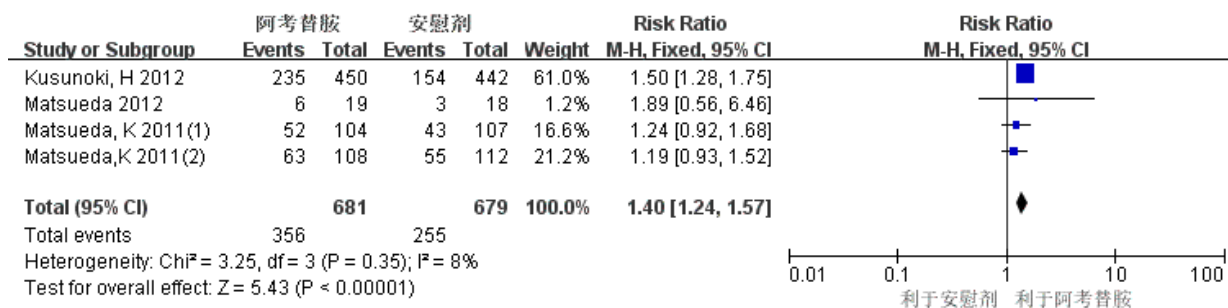 阿考替胺 安慰剂 Risk Ratio Risk Ratio
Study or Subgroup Events Total Events Total Weight M-H, Fixed, 95% CI M-H, Fixed, 95% CI
Kusunoki, H 2012 235 450 154 442 61.0% 1.50 [1.28, 1.75]
Matsueda 2012 6 19 3 18 1.2% 1.89 [0.56, 6.46]
Matsueda, K 2011(1) 52 104 43 107 16.6% 1.24 [0.92, 1.68]
Matsueda,K 2011(2) 63 108 55 112 21.2% 1.19 [0.93, 1.52]
Total (95% CI) 681 679 100.0% 1.40 [1.24, 1.57]
Total events 356 255
Heterogeneity: Chi² = 3.25, df = 3 (P = 0.35); I² = 8%
Test for overall effect: Z = 5.43 (P < 0.00001)
0.01 0.1 1 10 100
利于安慰剂 利于阿考替胺